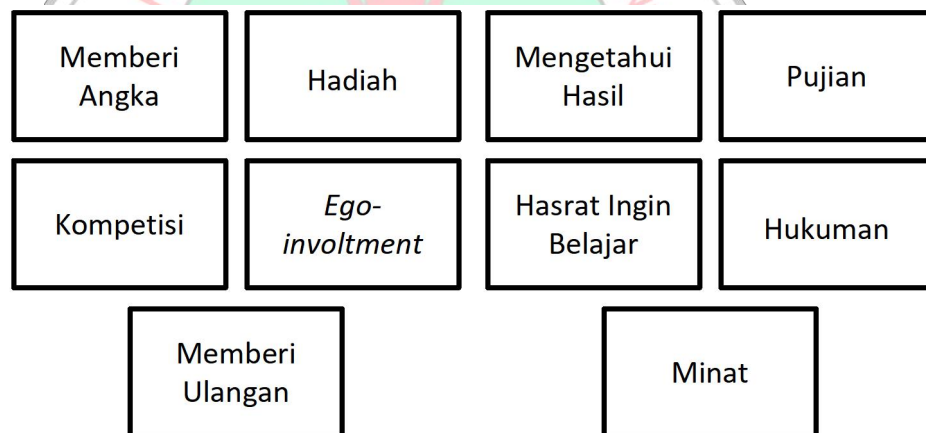 Memberi
Angka
Hadiah
Mengetahui
Hasil
Pujian
Kompetisi
Ego-
involtment
Hasrat Ingin
Belajar
Hukuman
Memberi
Ulangan
Minat